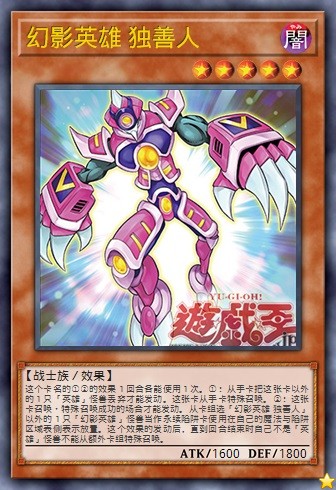 幻影英雄 独善人
闇
YU-GI-OH!
遊戯王
【战士族／效果】
这个卡名的①②的效果1回合各能使用1次。①：从手卡把这张卡以
外的1只「英雄」怪兽丢弃才能发动。这张卡从手卡特殊召唤。②：这张
卡召唤·特殊召唤成功的场合才能发动。从卡组选「幻影英雄 独善人」
以外的1只「幻影英雄」怪兽当作永续陷阱卡使用在自己的魔法与陷阱
区域表侧表示放置。这个效果的发动后，直到回合结束时自己不是「英
雄」怪兽不能从额外卡组特殊召唤。
ATK/1600 DEF/1800